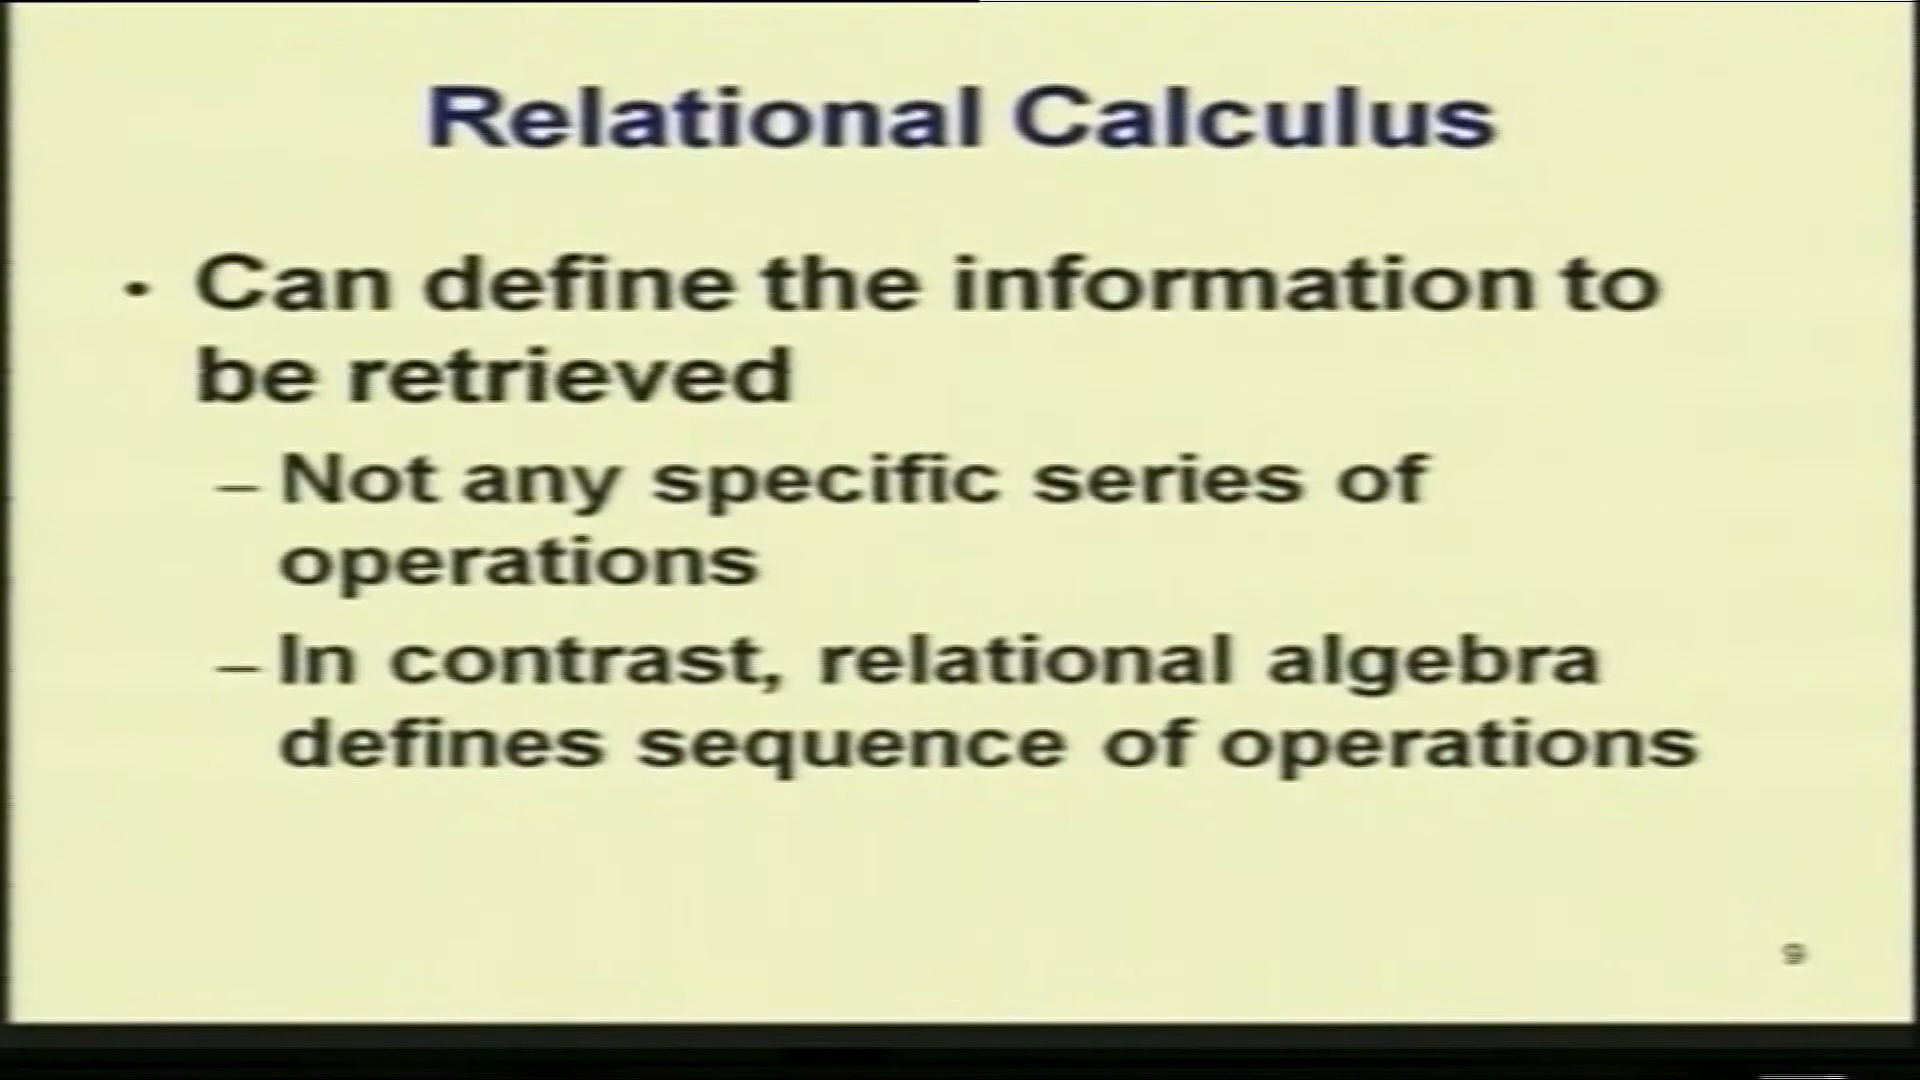 Relational Calculus
• Can define the information to
be retrieved
– Not any specific series of
operations
– In contrast, relational algebra
defines sequence of operations
9